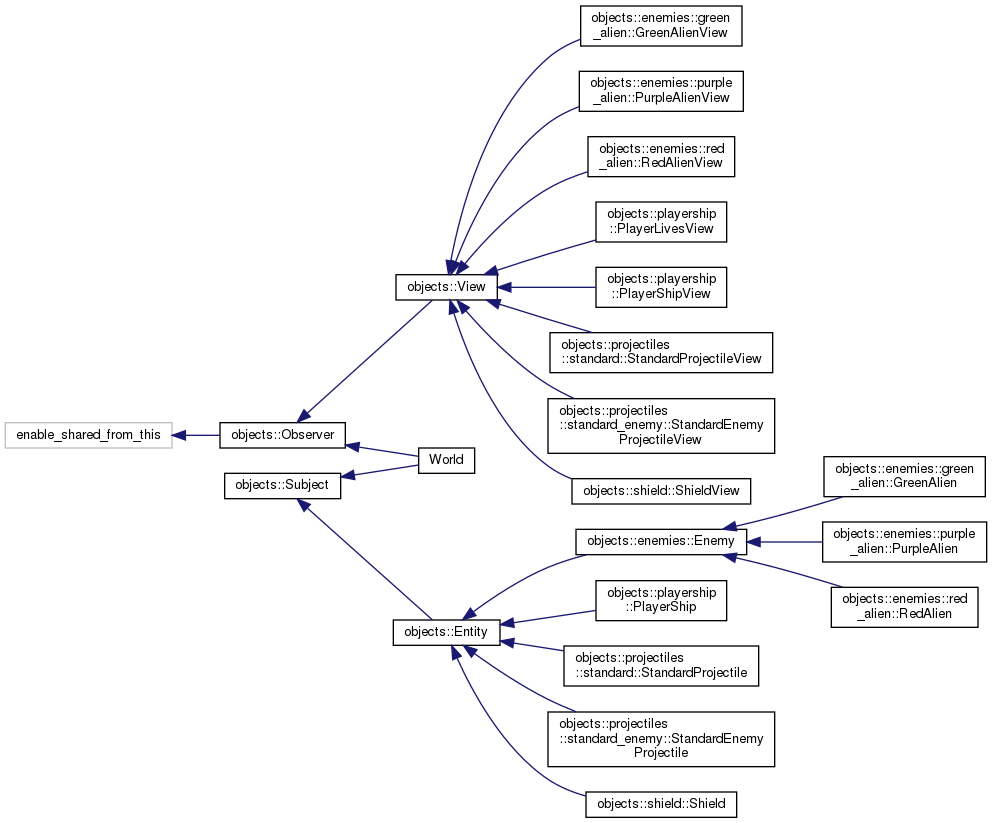 objects::enemies::green
_alien::GreenAlienView
objects::enemies::purple
_alien::PurpleAlienView
objects::enemies::red
_alien::RedAlienView
objects::playership
::PlayerLivesView
objects::View
objects::playership
::PlayerShipView
objects::projectiles
::standard::StandardProjectileView
objects::projectiles
::standard_enemy::StandardEnemy
ProjectileView
enable_shared_from_this
objects::Observer
World
objects::Subject
objects::shield::ShieldView
objects::enemies::green
_alien::GreenAlien
objects::enemies::Enemy
objects::enemies::purple
_alien::PurpleAlien
objects::enemies::red
_alien::RedAlien
objects::playership
::PlayerShip
objects::Entity
objects::projectiles
::standard::StandardProjectile
objects::projectiles
::standard_enemy::StandardEnemy
Projectile
objects::shield::Shield